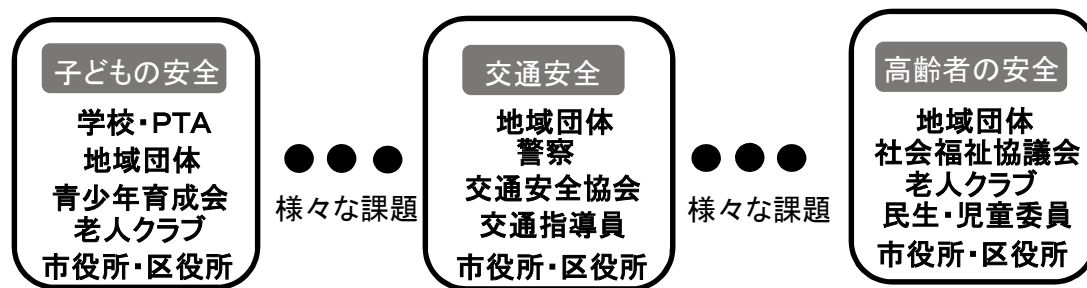 子どもの安全
学校・PTA
地域団体
青少年育成会
老人クラブ
市役所・区役所
●●●
様々な課題
交通安全
地域団体
警察
交通安全協会
交通指導員
市役所・区役所
●●●
様々な課題
高齢者の安全
地域団体
社会福祉協議会
老人クラブ
民生・児童委員
市役所・区役所